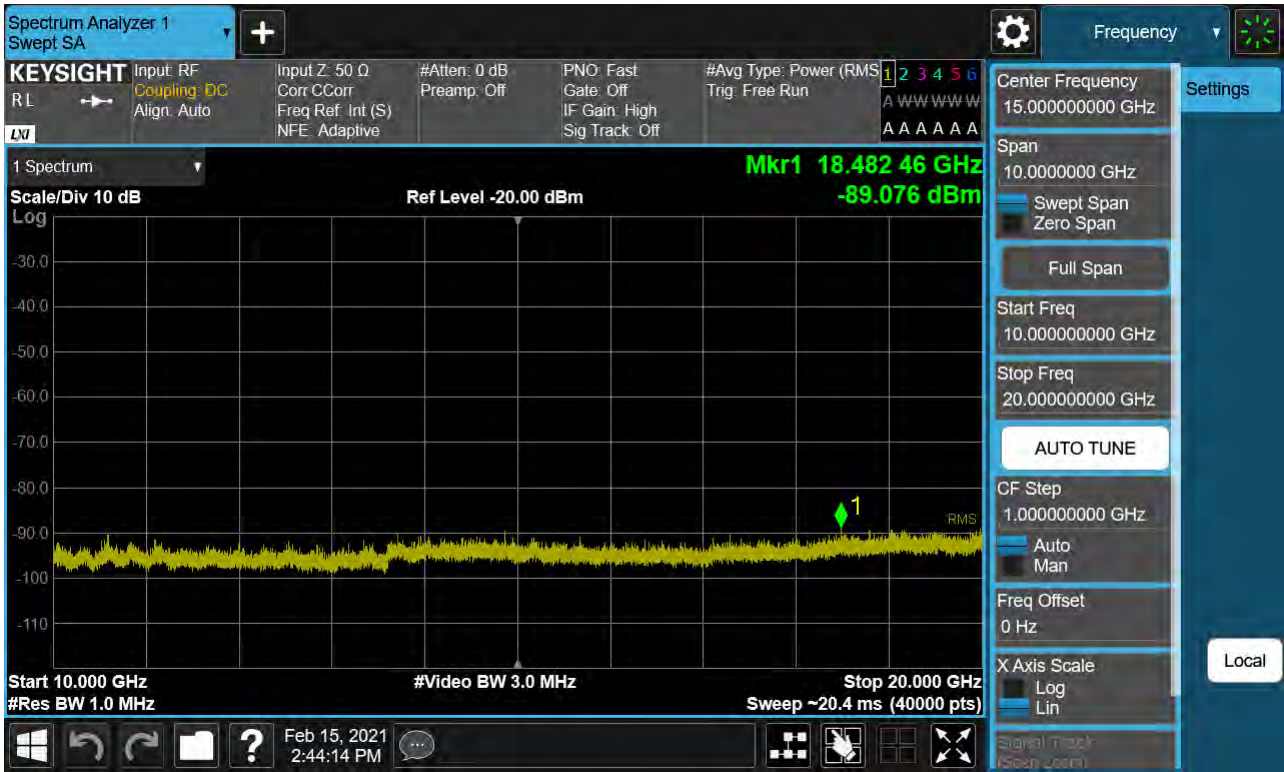 Spectrum Analyzer 1
Swept SA
+
Frequency
KEYSIGHT
RL
LXI
Input: RF
Coupling: DC
Align: Auto
Input Z: 50 Ω
Corr CCorr
Freq Ref: Int (S)
NFE: Adaptive
#Atten: 0 dB
Preamp: Off
PNO: Fast
Gate: Off
IF Gain: High
Sig Track: Off
#Avg Type: Power (RMS
Trig: Free Run
1 2 3 4 5 6
A W W W W W
A A A A A A
1 Spectrum
Mkr1 18.482 46 GHz
-89.076 dBm
Scale/Div 10 dB
Ref Level -20.00 dBm
Log
-30.0
-40.0
-50.0
-60.0
-70.0
-80.0
-90.0
-100
-110
1
RMS
Start 10.000 GHz
#Video BW 3.0 MHz
Stop 20.000 GHz
#Res BW 1.0 MHz
Sweep ~20.4 ms (40000 pts)
Center Frequency
15.000000000 GHz
Span
10.0000000 GHz
Swept Span
Zero Span
Full Span
Start Freq
10.000000000 GHz
Stop Freq
20.000000000 GHz
AUTO TUNE
CF Step
1.000000000 GHz
Auto
Man
Freq Offset
0 Hz
X Axis Scale
Log
Lin
Signal Track
(Span Zoom)
Settings
Local
?
Feb 15, 2021
2:44:14 PM